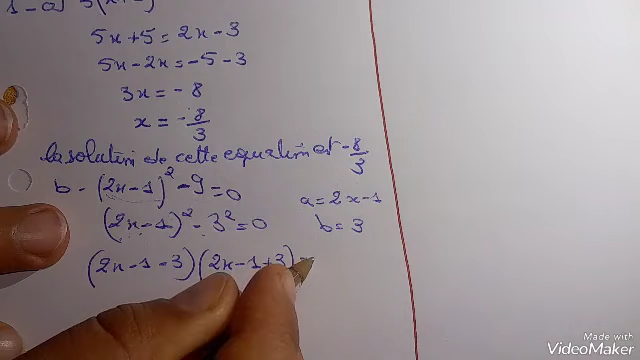 1-a) 5(x+
5x+5=2x-3
5x-2x=-5-3
3x=-8
x=-8/3
la solution de cette equation est -8/3
b- (2x-1)²-9=0
(2x-1)²-3²=0
a=2x-1
b=3
(2x-1-3)(2x-1+3)=
Made with
VideoMaker